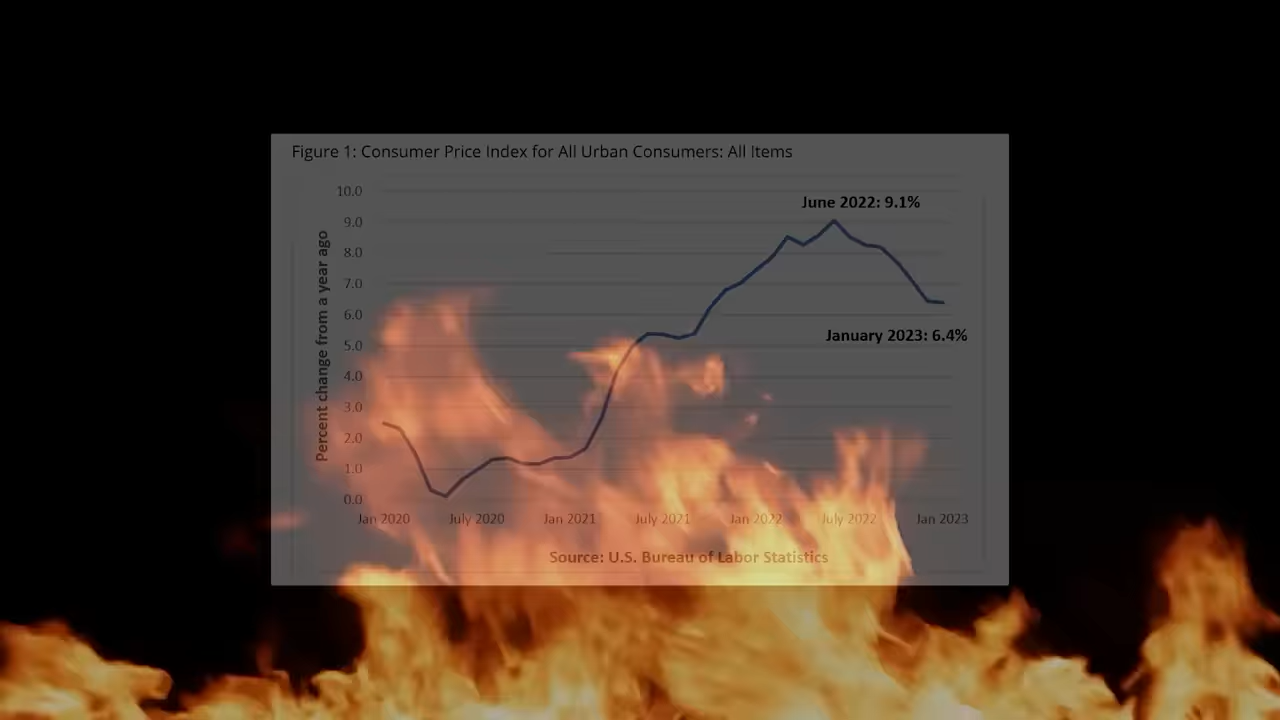 Figure 1: Consumer Price Index for All Urban Consumers: All Items
10.0
June 2022: 9.1%
9.0
8.0
7.0
6.0
January 2023: 6.4%
5.0
4.0
3.0
2.0
1.0
0.0
Percent change from a year ago
Jan 2020 July 2020 Jan 2021 July 2021 Jan 2022 July 2022 Jan 2023
Source: U.S. Bureau of Labor Statistics